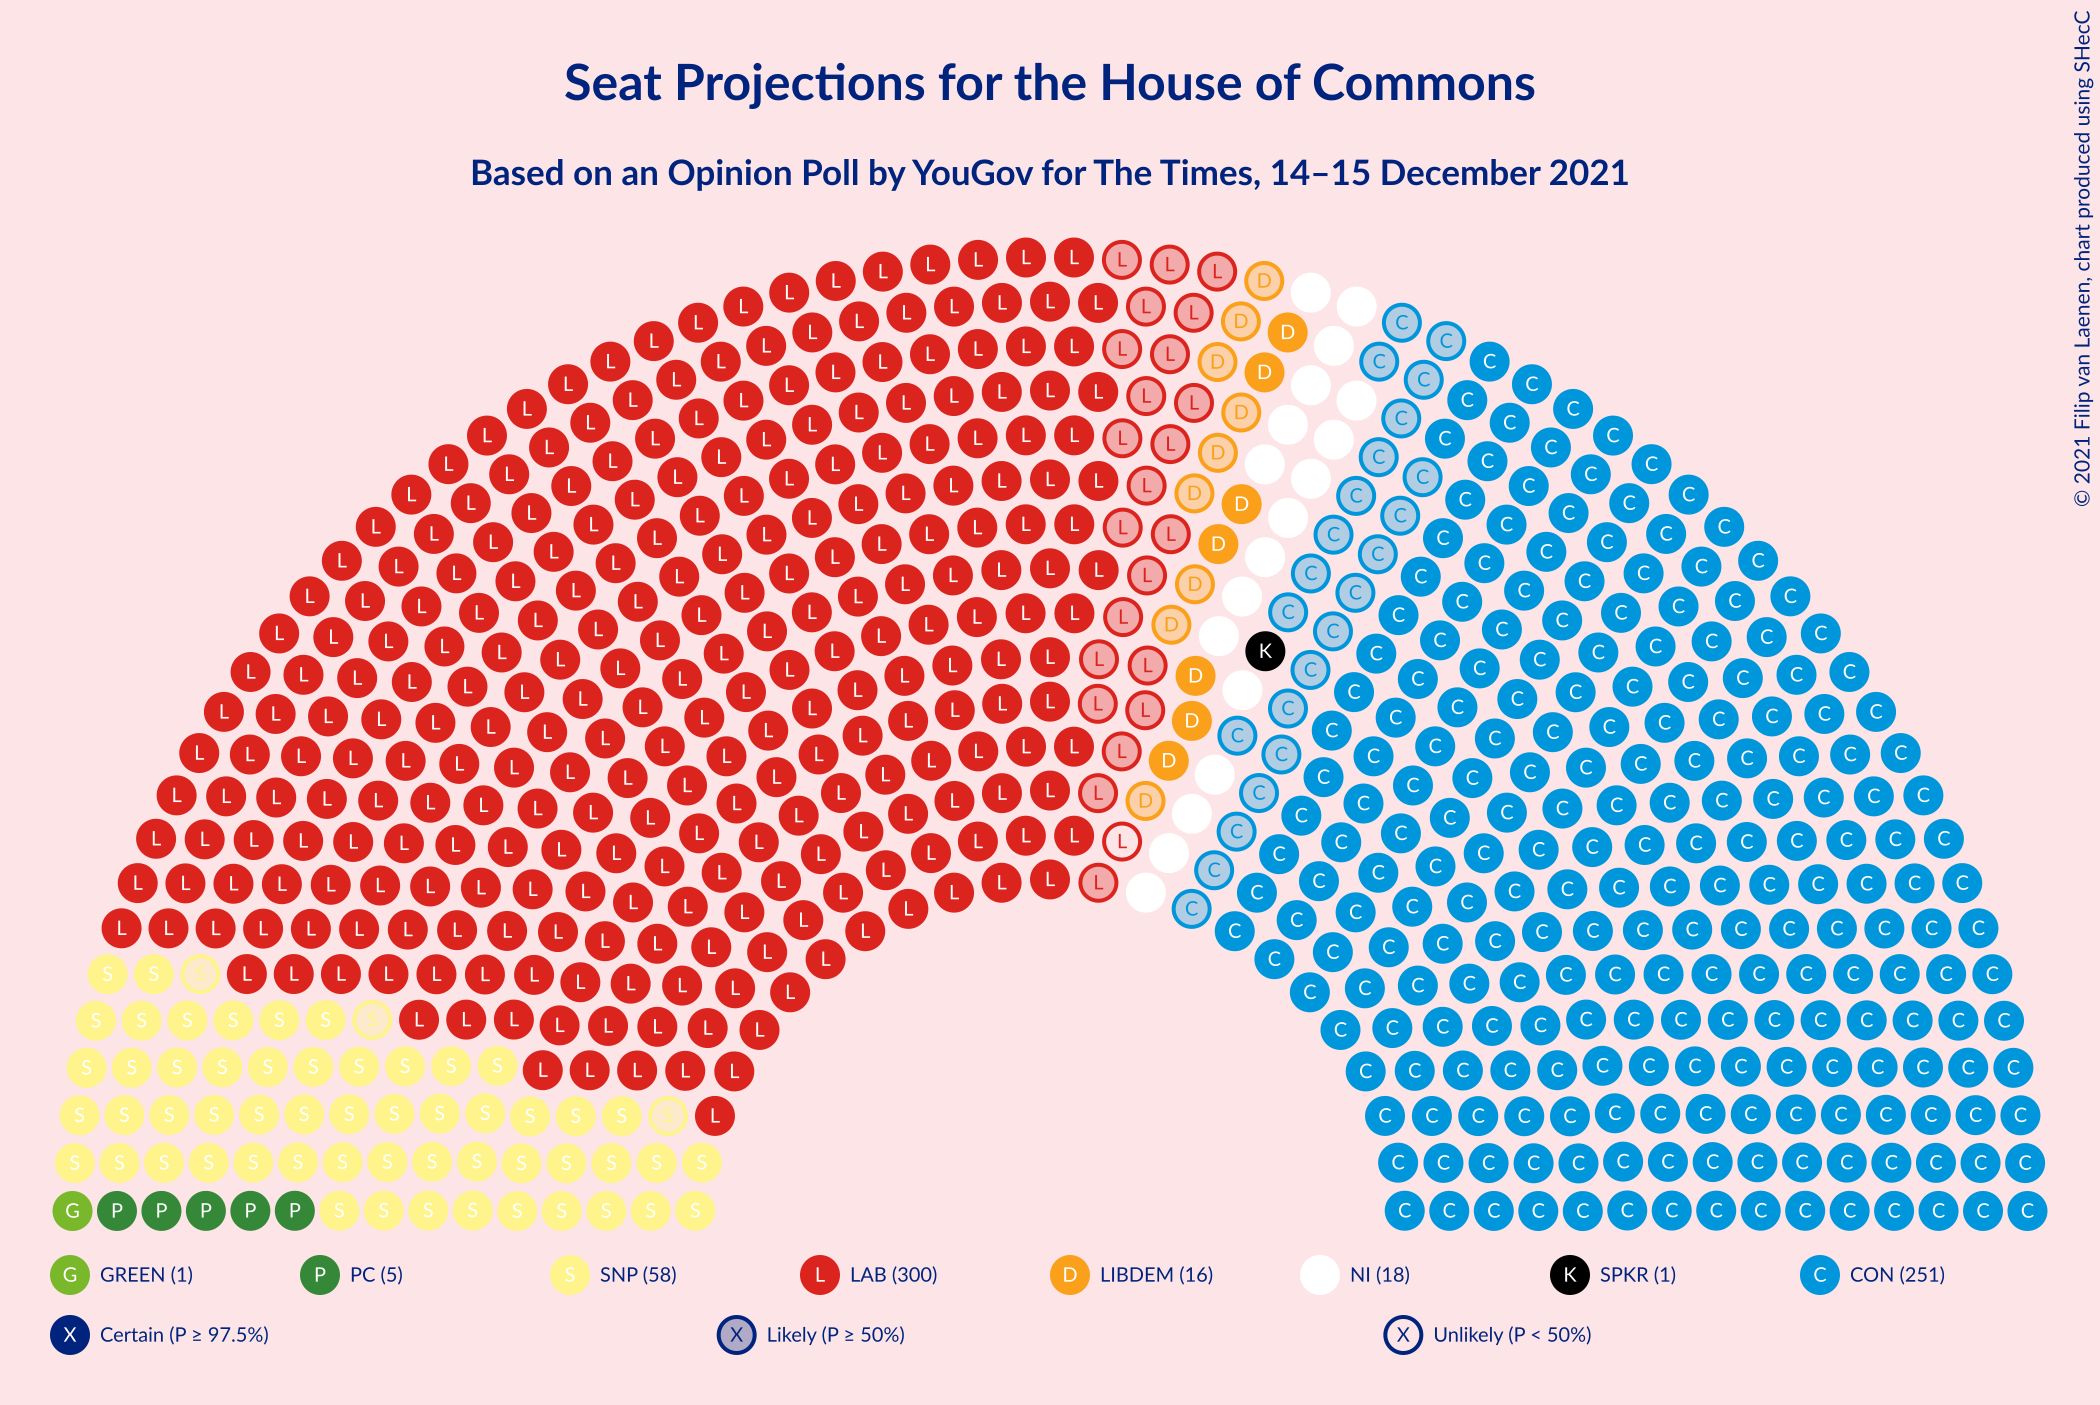 Seat Projections for the House of Commons
Based on an Opinion Poll by YouGov for The Times, 14–15 December 2021
© 2021 Filip van Laenen, chart produced using SHecC
G GREEN (1) P PC (5) S SNP (58) L LAB (300) D LIBDEM (16) NI (18) K SPKR (1) C CON (251)
X Certain (P ≥ 97.5%) X Likely (P ≥ 50%) X Unlikely (P < 50%)